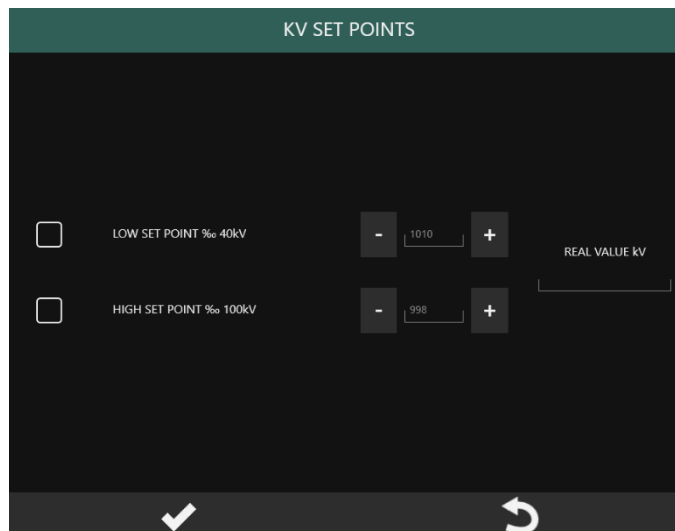 KV SET POINTS
LOW SET POINT ‰ 40kV
- 1010 +
REAL VALUE kV
HIGH SET POINT ‰ 100kV
- 998 +